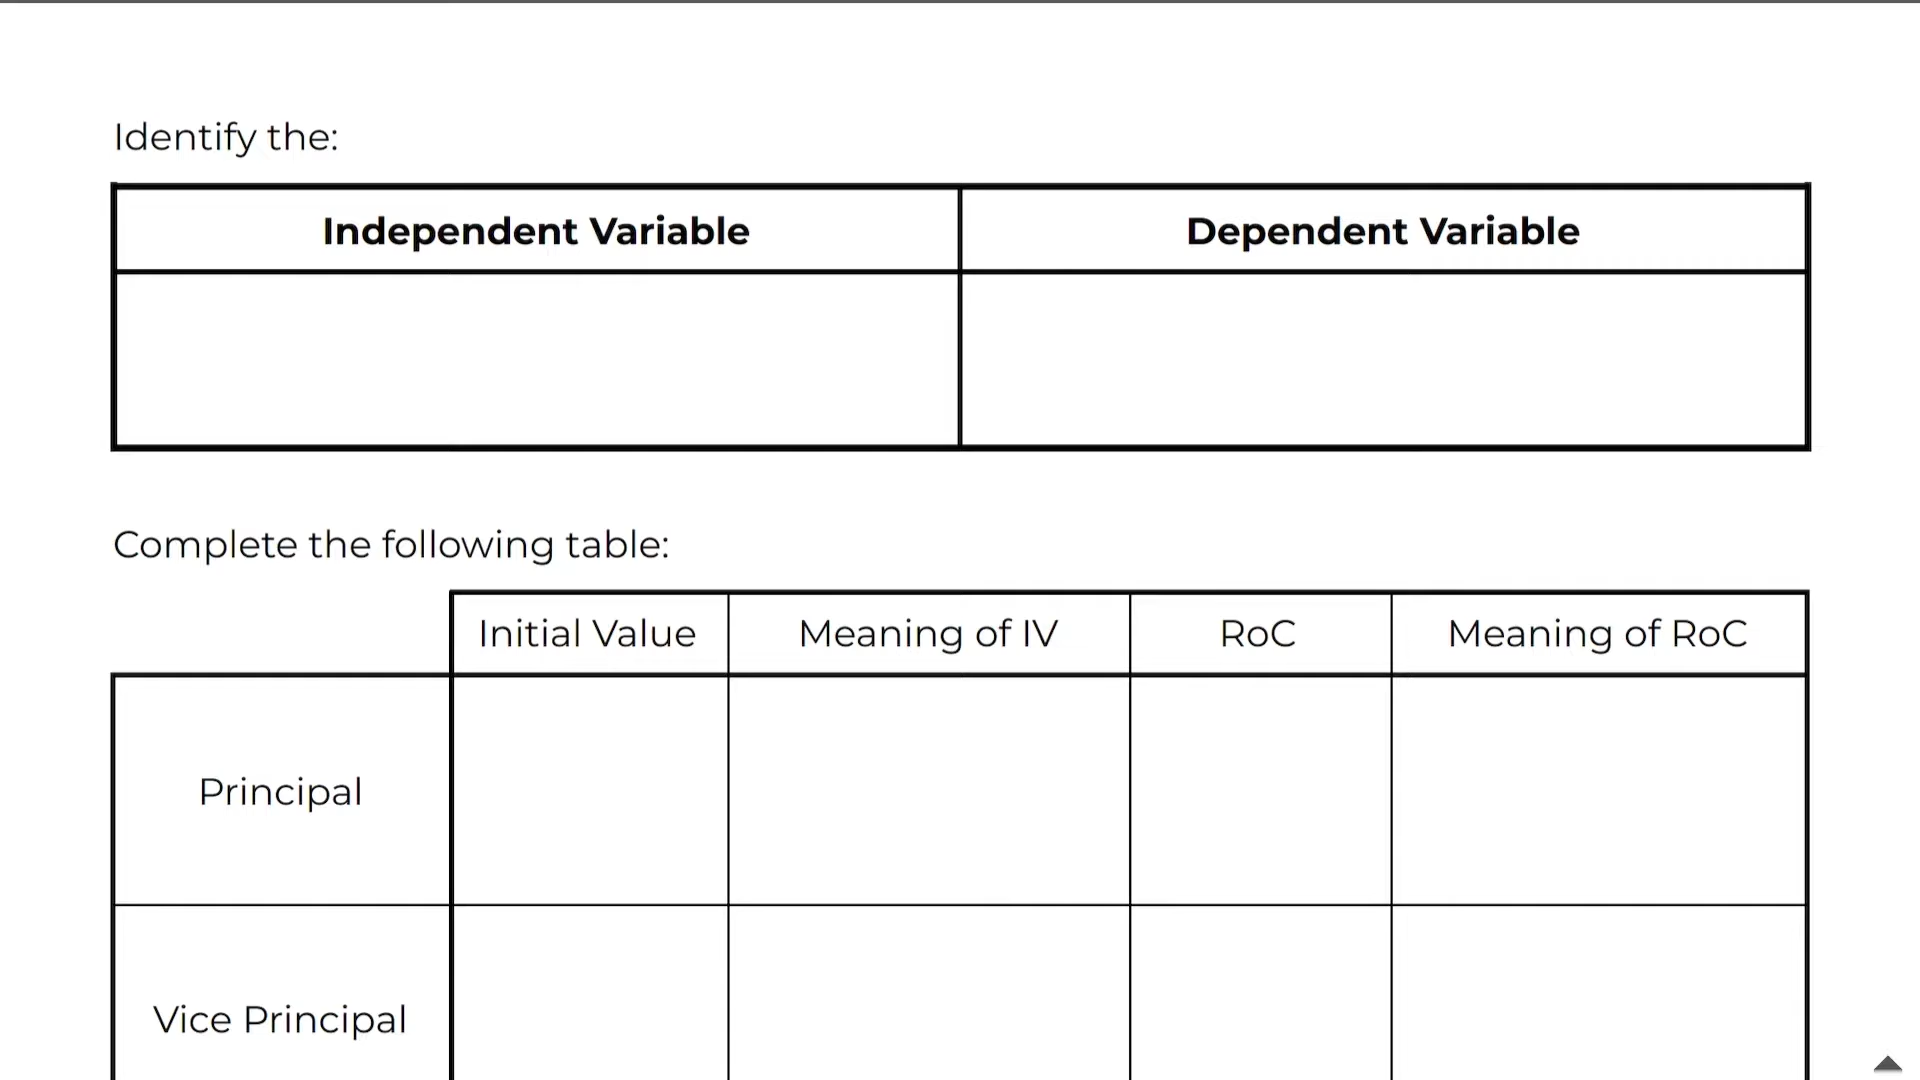 Identify the:
Independent Variable Dependent Variable
Complete the following table:
Initial Value Meaning of IV RoC Meaning of RoC
Principal
Vice Principal